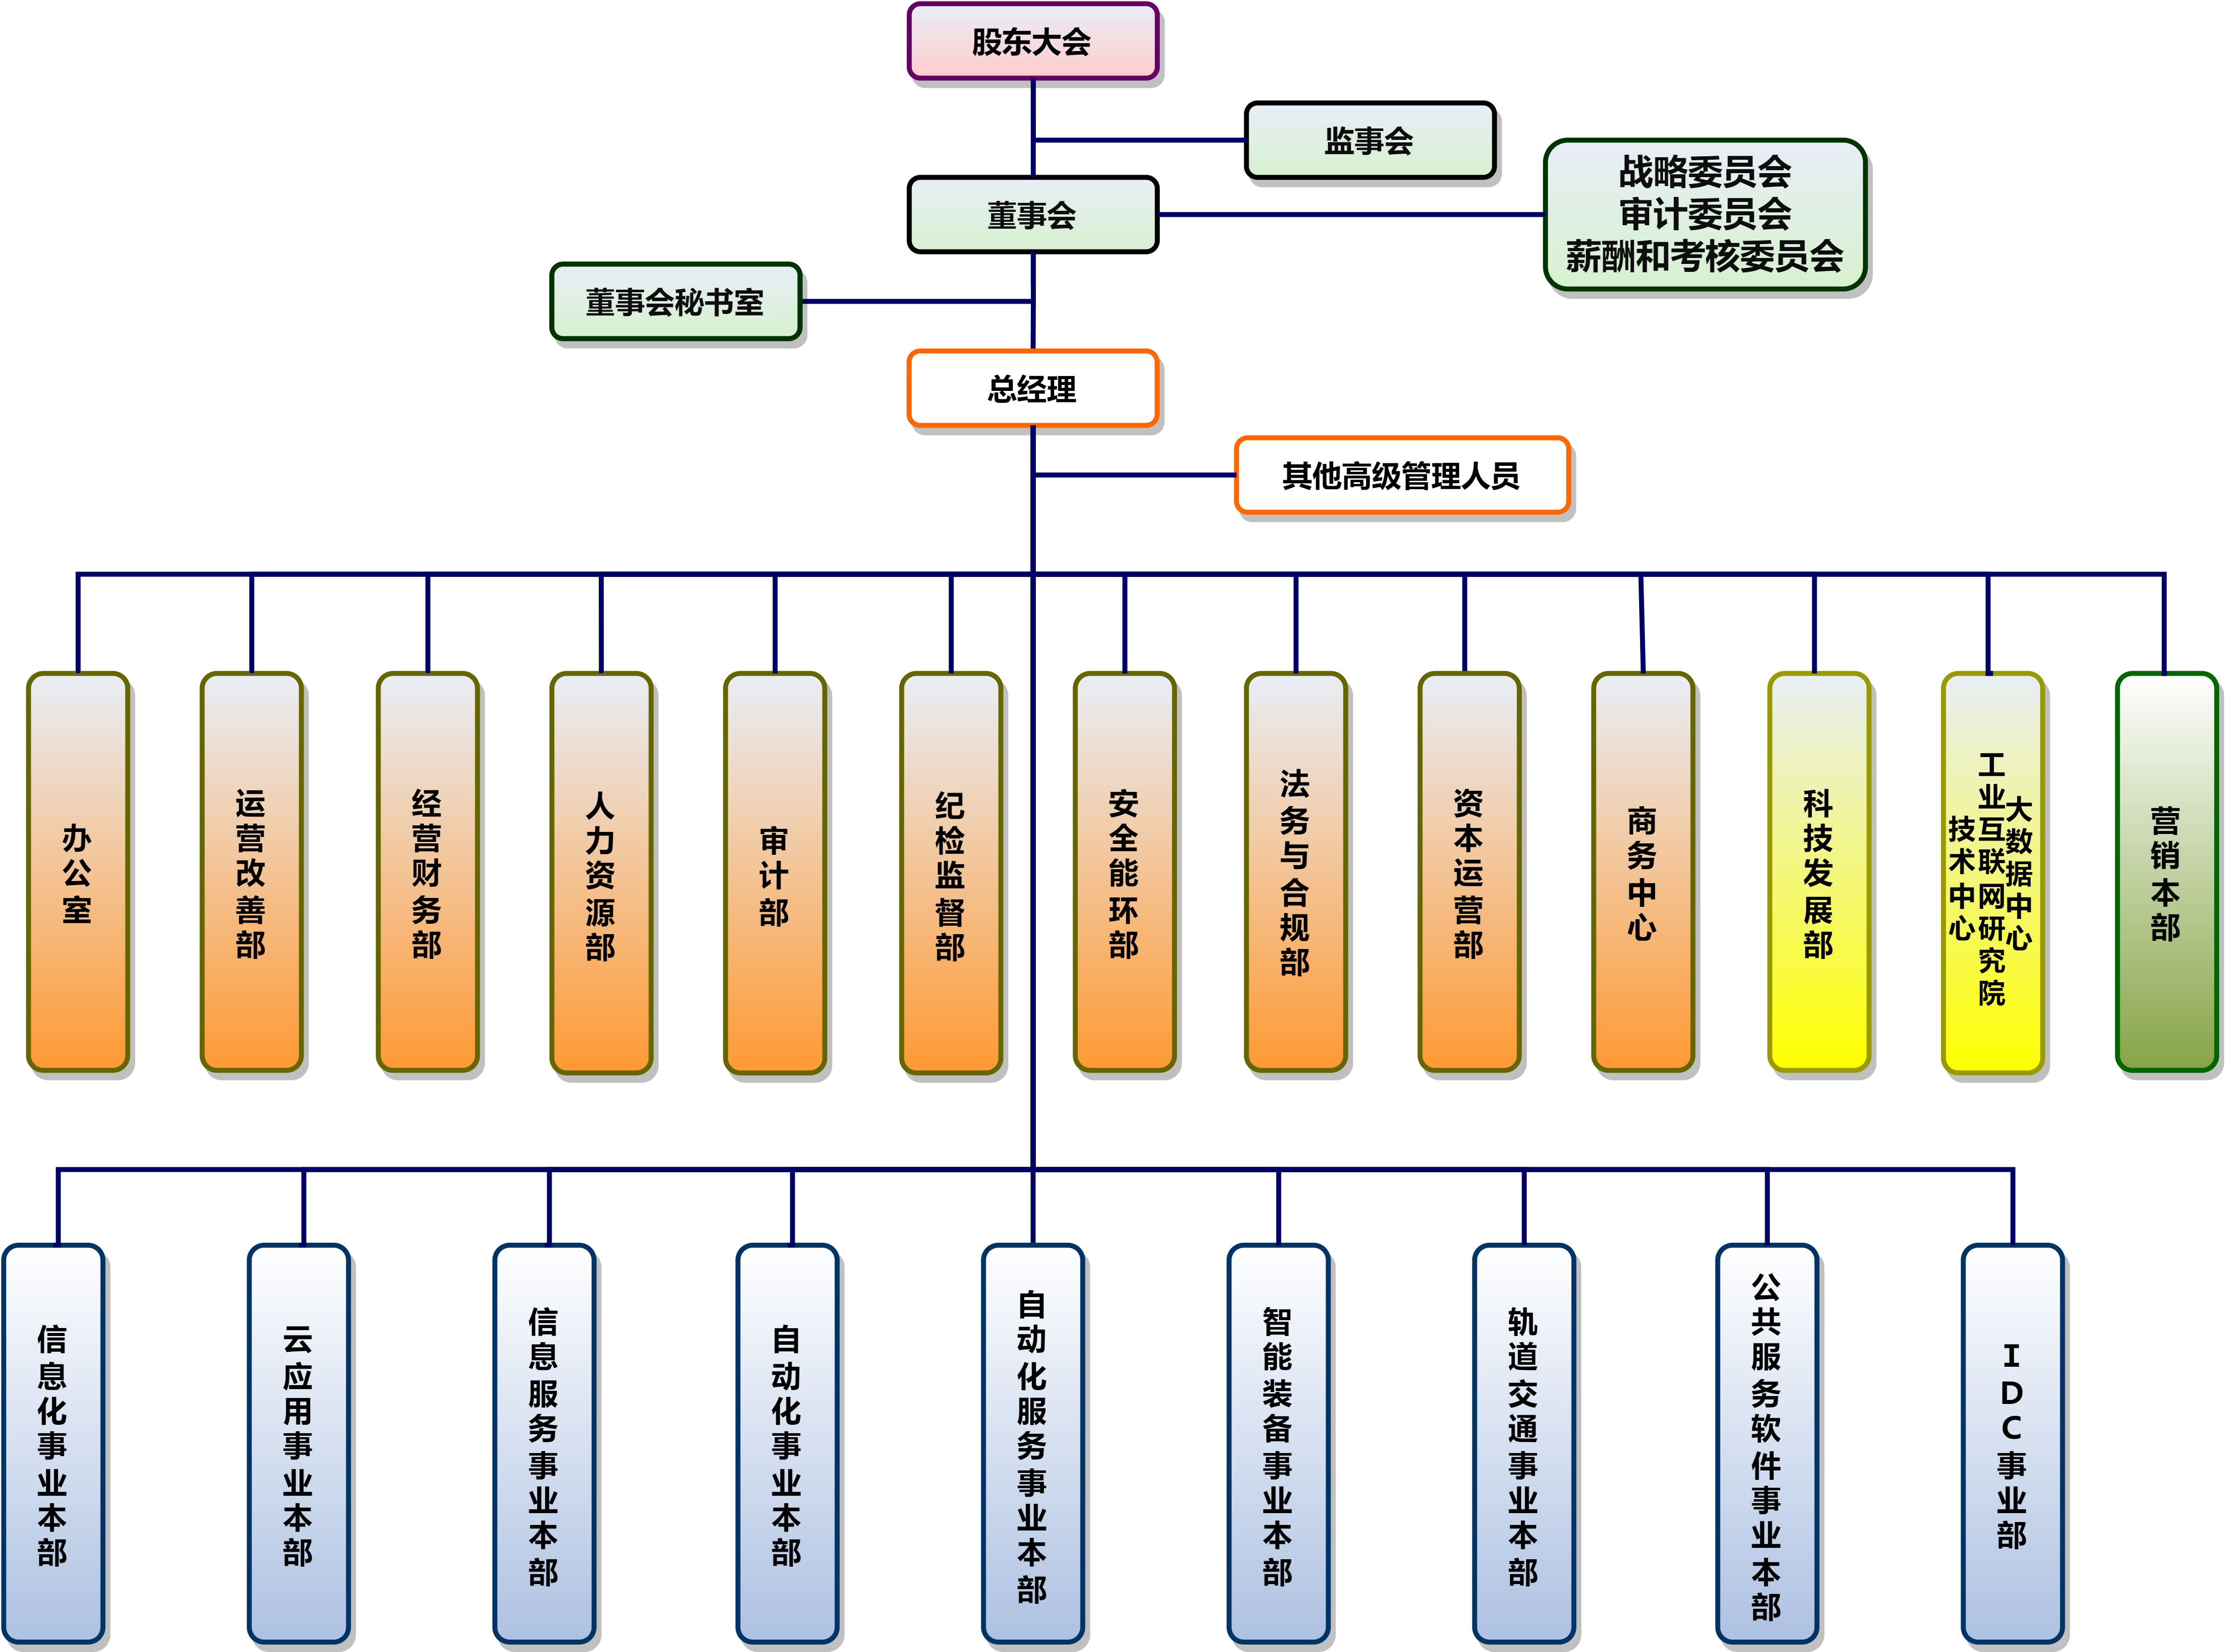 股东大会
监事会
战略委员会
审计委员会
薪酬和考核委员会
董事会
董事会秘书室
总经理
其他高级管理人员
办公室
运营改善部
经营财务部
人力资源部
审计部
纪检监督部
安全能环部
法务与合规部
资本运营部
商务中心
科技发展部
大数据中心
工业互联网研究院
技术中心
营销本部
信息化事业本部
云应用事业本部
信息服务事业本部
自动化事业本部
自动化服务事业本部
智能装备事业本部
轨道交通事业本部
公共服务软件事业本部
IDC事业部